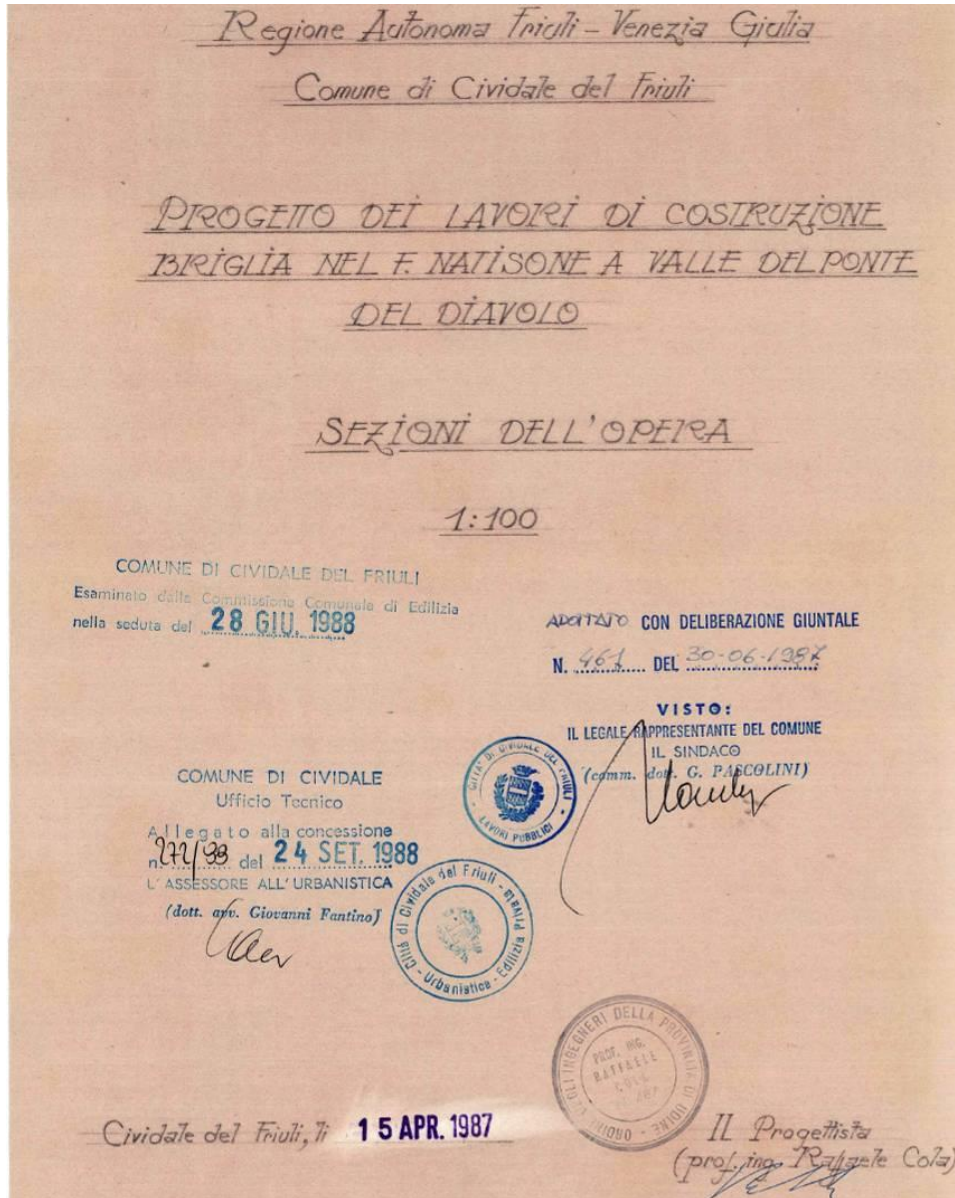 Regione Autonoma Friuli - Venezia Giulia
Comune di Cividale del Friuli
PROGETTO DEI LAVORI DI COSTRUZIONE
BRIGLIA NEL F. NATISONE A VALLE DEL PONTE
DEL DIAVOLO
SEZIONI DELL'OPERA
1:100
COMUNE DI CIVIDALE DEL FRIULI
Esaminato dalla Commissione Comunale di Edilizia
nella seduta del 28 GIU. 1988
ADOTTATO CON DELIBERAZIONE GIUNTALE
N. 461 DEL 30-06-1987
VISTO:
IL LEGALE RAPPRESENTANTE DEL COMUNE
IL SINDACO
(comm. dott. G. PASCOLINI)
CITTA' DI CIVIDALE DEL FRIULI
LAVORI PUBBLICI
COMUNE DI CIVIDALE
Ufficio Tecnico
Allegato alla concessione
n. 272/ del 24 SET. 1988
L'ASSESSORE ALL'URBANISTICA
(dott. avv. Giovanni Fantino)
Città di Cividale del Friuli - Urbanistica - Edilizia Privata
ORDINE DEGLI INGEGNERI DELLA PROVINCIA DI UDINE
PROF. ING.
RAFFAELE
COLA
Cividale del Friuli, li 15 APR. 1987
Il Progettista
(prof. ing. Raffaele Cola)